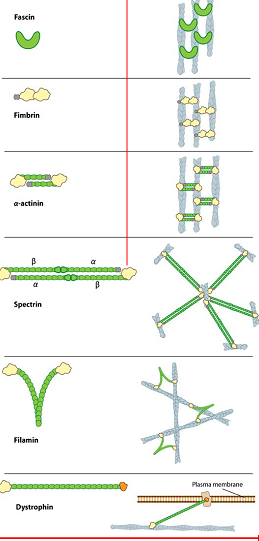 Fascin
Fimbrin
α-actinin
β α
α β
Spectrin
Filamin
Plasma membrane
Dystrophin